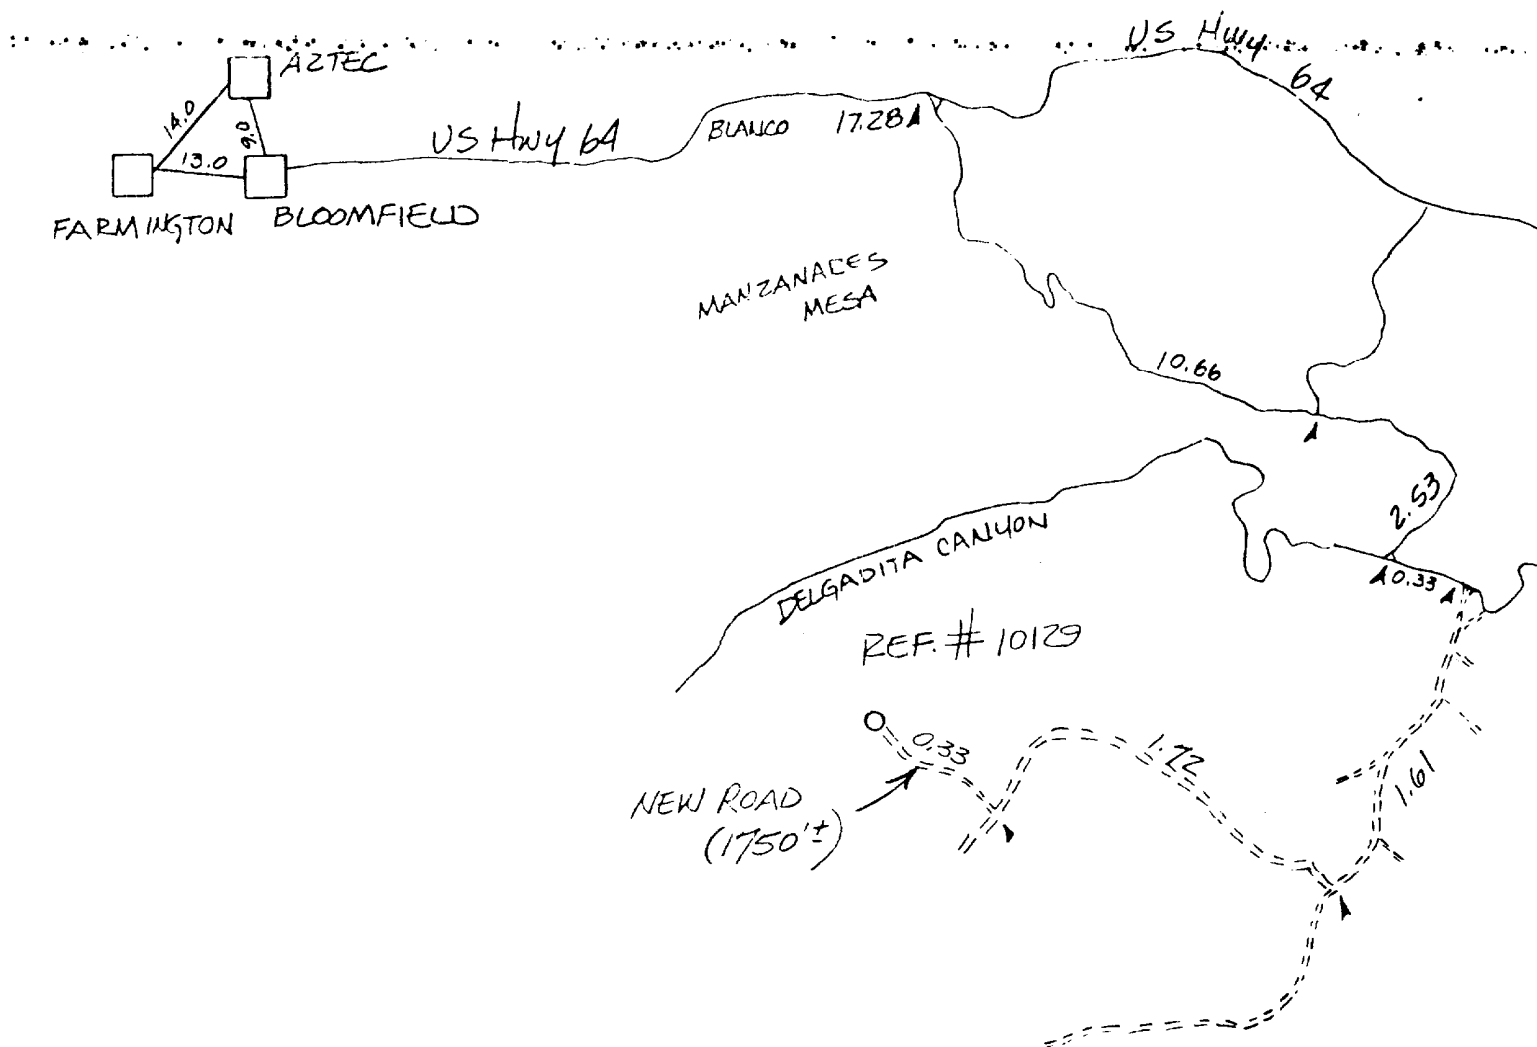 US Hwy
64
AZTEC
14.0
9.0
13.0
US Hwy 64
BLANCO 17.28
FARMINGTON
BLOOMFIELD
MANZANACES
MESA
10.66
2.53
DELGADITA CANYON
0.33
REF. # 10129
0.33
1.72
1.61
NEW ROAD
(1750'±)